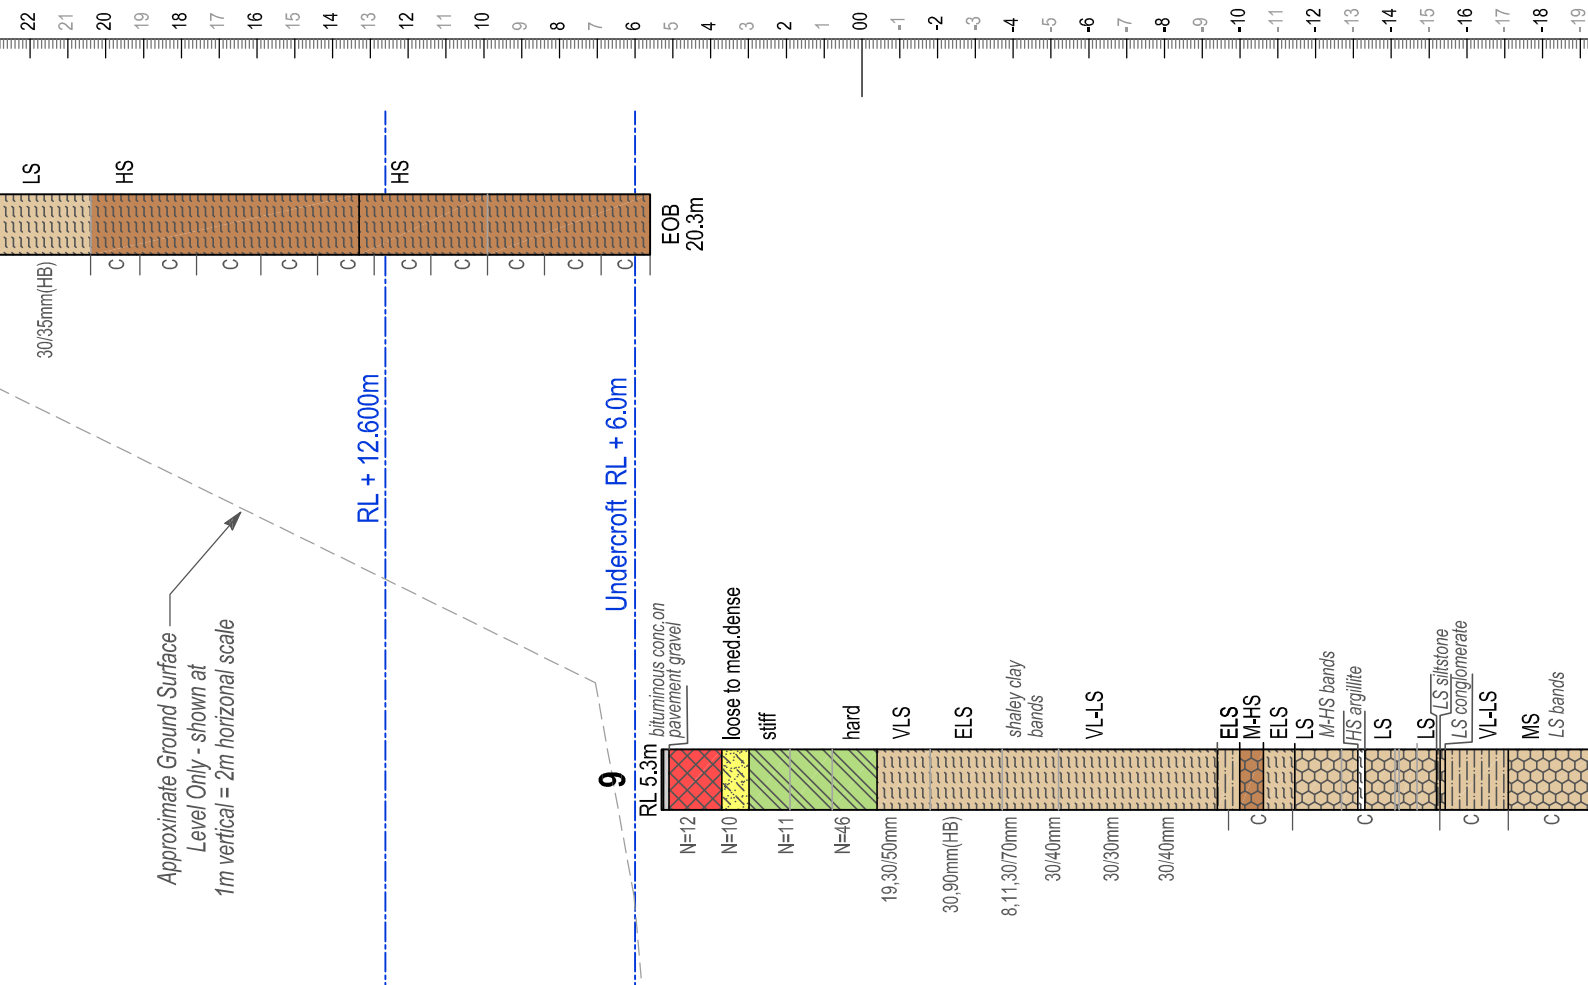 22
21
20
19
18
17
16
15
14
13
12
11
10
9
8
7
6
5
4
3
2
1
00
-1
-2
-3
-4
-5
-6
-7
-8
-9
-10
-11
-12
-13
-14
-15
-16
-17
-18
-19
LS
HS
HS
30/35mm(HB)
C
C
C
C
C
C
C
C
C
C
EOB
20.3m
RL + 12.600m
Undercroft RL + 6.0m
Approximate Ground Surface
Level Only - shown at
1m vertical = 2m horizonal scale
9
RL 5.3m
bituminous conc.on
pavement gravel
loose to med.dense
stiff
hard
VLS
ELS
shaley clay
bands
VL-LS
ELS
M-HS
ELS
LS
M-HS bands
HS argillite
LS
LS
LS siltstone
LS conglomerate
VL-LS
MS
LS bands
N=12
N=10
N=11
N=46
19,30/50mm
30,90mm(HB)
8,11,30/70mm
30/40mm
30/30mm
30/40mm
C
C
C
C